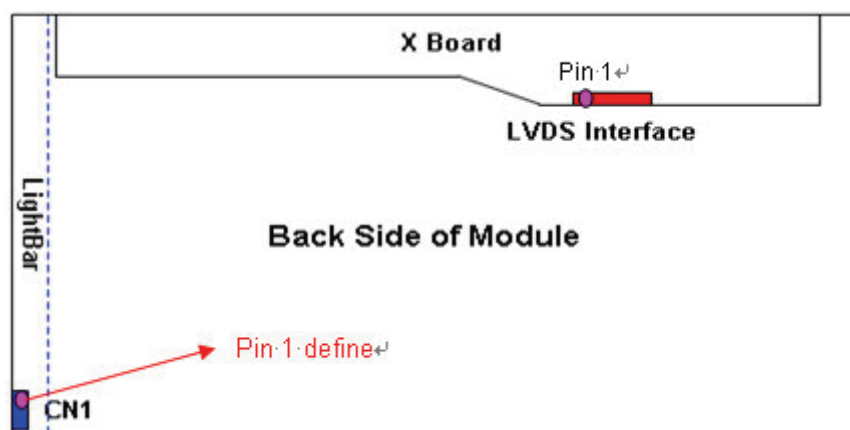 X Board
Pin·1↵
LVDS Interface
LightBar
Back Side of Module
Pin·1·define↵
CN1